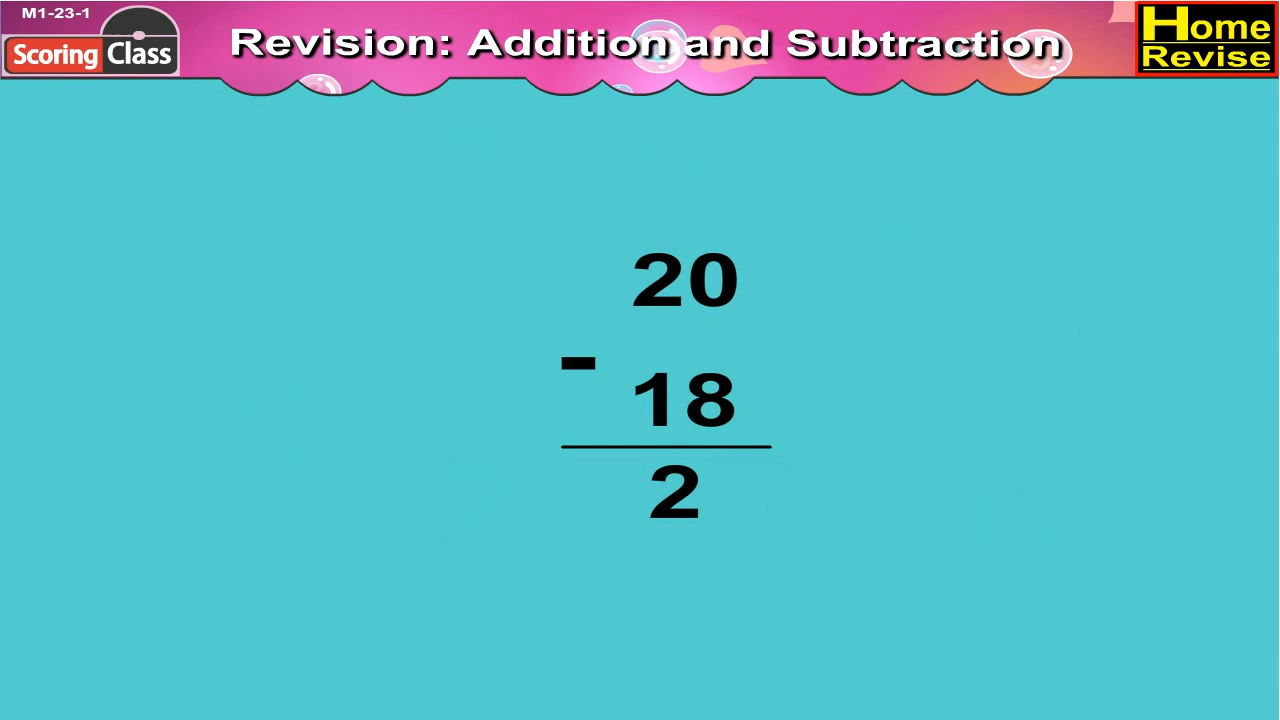 M1-23-1
Scoring Class
Revision: Addition and Subtraction
Home
Revise
20
-
18
2